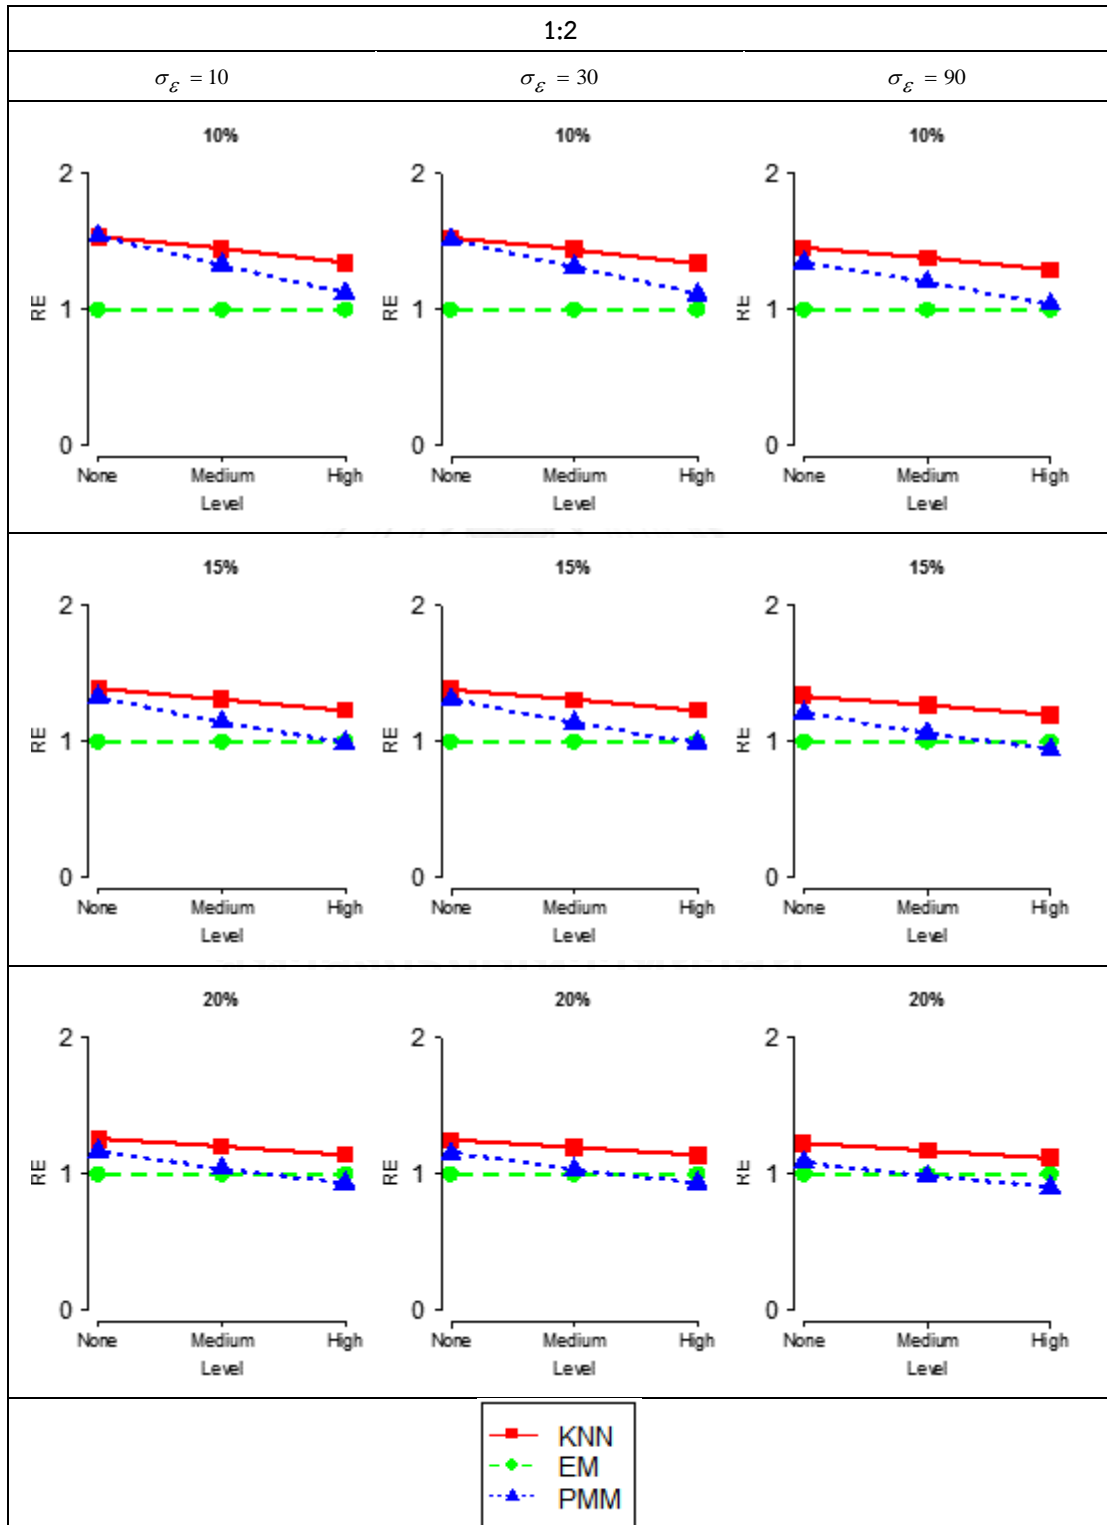 1:2
σ_ε = 10 σ_ε = 30 σ_ε = 90
10% 10% 10%
2 2 2
1 1 1
0 0 0
RE RE RE
None Medium High None Medium High None Medium High
Level Level Level
15% 15% 15%
2 2 2
1 1 1
0 0 0
RE RE RE
None Medium High None Medium High None Medium High
Level Level Level
20% 20% 20%
2 2 2
1 1 1
0 0 0
RE RE RE
None Medium High None Medium High None Medium High
Level Level Level
KNN
EM
PMM